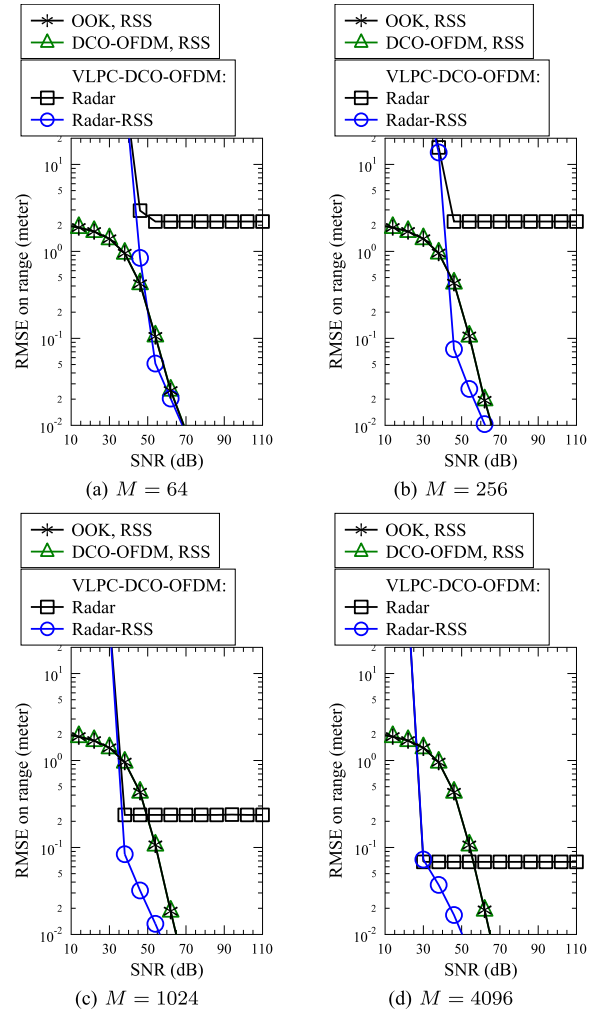 OOK, RSS
DCO-OFDM, RSS
VLPC-DCO-OFDM:
Radar
Radar-RSS
RMSE on range (meter)
2
10^1
5
2
10^0
5
2
10^-1
5
2
10^-2
10 30 50 70 90 110
SNR (dB)
(a) M = 64
OOK, RSS
DCO-OFDM, RSS
VLPC-DCO-OFDM:
Radar
Radar-RSS
RMSE on range (meter)
2
10^1
5
2
10^0
5
2
10^-1
5
2
10^-2
10 30 50 70 90 110
SNR (dB)
(b) M = 256
OOK, RSS
DCO-OFDM, RSS
VLPC-DCO-OFDM:
Radar
Radar-RSS
RMSE on range (meter)
2
10^1
5
2
10^0
5
2
10^-1
5
2
10^-2
10 30 50 70 90 110
SNR (dB)
(c) M = 1024
OOK, RSS
DCO-OFDM, RSS
VLPC-DCO-OFDM:
Radar
Radar-RSS
RMSE on range (meter)
2
10^1
5
2
10^0
5
2
10^-1
5
2
10^-2
10 30 50 70 90 110
SNR (dB)
(d) M = 4096